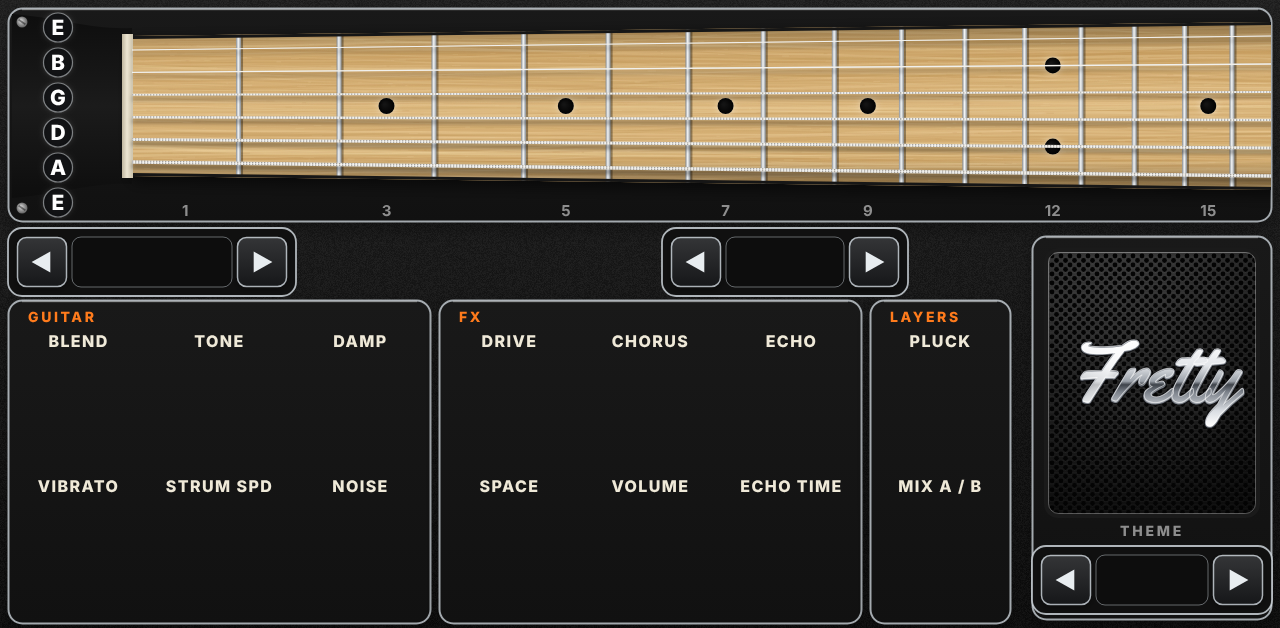 E
B
G
D
A
E
1 3 5 7 9 12 15
GUITAR
BLEND TONE DAMP
VIBRATO STRUM SPD NOISE
FX
DRIVE CHORUS ECHO
SPACE VOLUME ECHO TIME
LAYERS
PLUCK
MIX A / B
Fretty
THEME